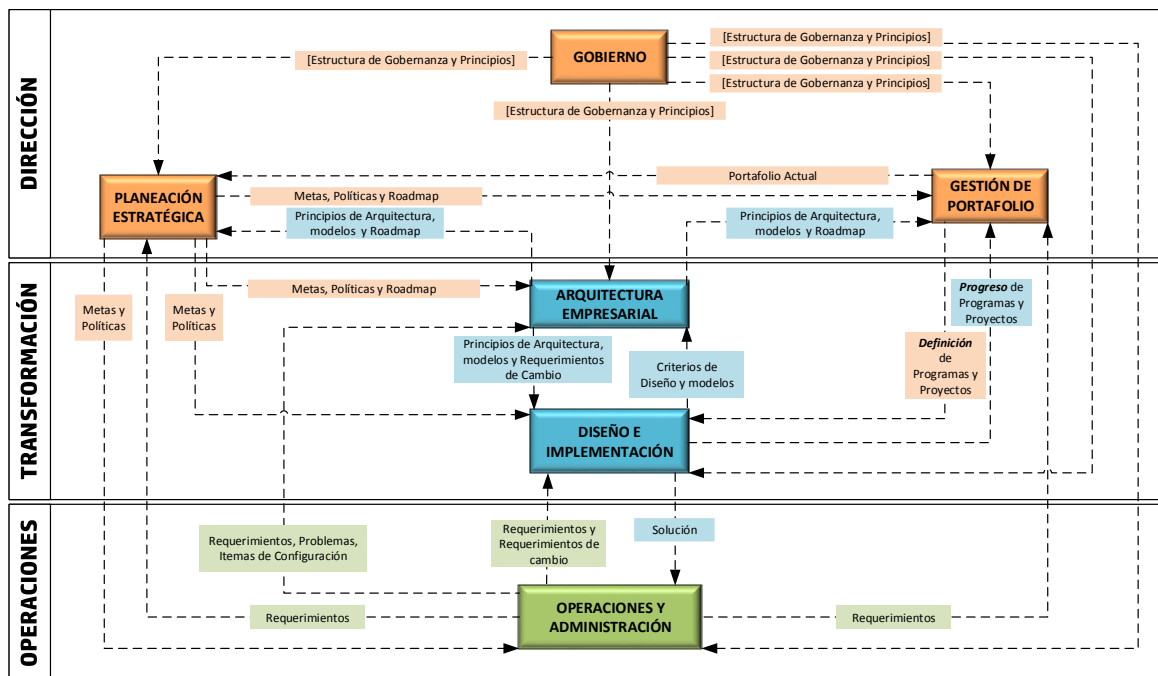 DIRECCIÓN
[Estructura de Gobernanza y Principios]
GOBIERNO
[Estructura de Gobernanza y Principios]
[Estructura de Gobernanza y Principios]
[Estructura de Gobernanza y Principios]
[Estructura de Gobernanza y Principios]
PLANEACIÓN
ESTRATÉGICA
Portafolio Actual
Metas, Políticas y Roadmap
Principios de Arquitectura,
modelos y Roadmap
Principios de Arquitectura,
modelos y Roadmap
GESTIÓN DE
PORTAFOLIO
TRANSFORMACIÓN
Metas y
Políticas
Metas y
Políticas
Metas, Políticas y Roadmap
ARQUITECTURA
EMPRESARIAL
Principios de Arquitectura,
modelos y Requerimientos
de Cambio
Criterios de
Diseño y modelos
Progreso de
Programas y
Proyectos
Definición
de
Programas y
Proyectos
DISEÑO E
IMPLEMENTACIÓN
OPERACIONES
Requerimientos, Problemas,
Itemas de Configuración
Requerimientos y
Requerimientos de
cambio
Solución
Requerimientos
OPERACIONES Y
ADMINISTRACIÓN
Requerimientos